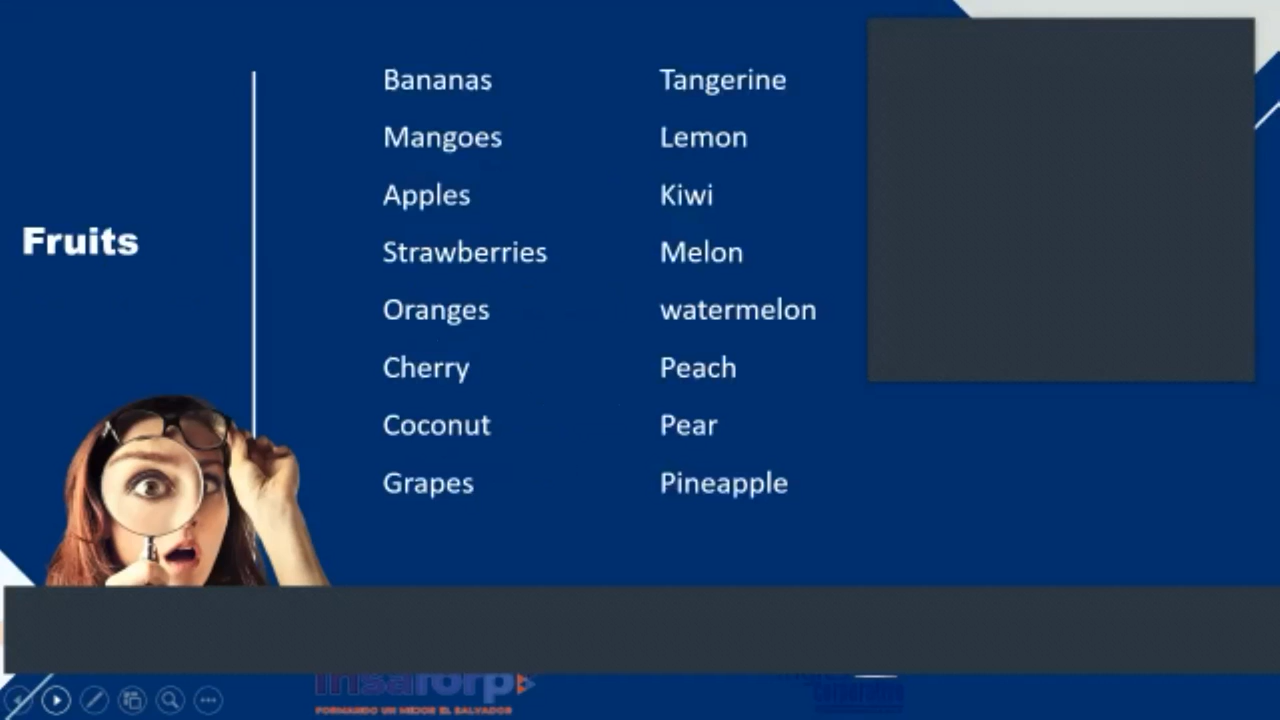 Fruits
Bananas
Mangoes
Apples
Strawberries
Oranges
Cherry
Coconut
Grapes
Tangerine
Lemon
Kiwi
Melon
watermelon
Peach
Pear
Pineapple
FORMANDO UN MEJOR EL SALVADOR